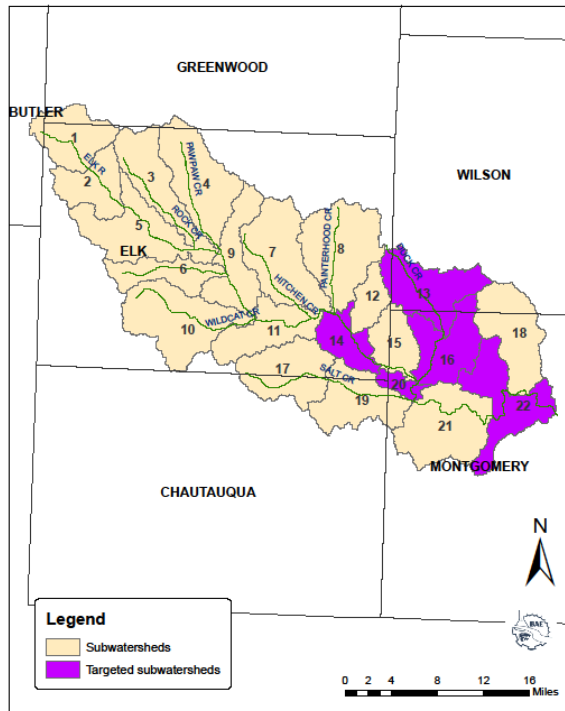 GREENWOOD
BUTLER
WILSON
ELK
CHAUTAUQUA
MONTGOMERY
1
2
3
4
5
6
7
8
9
10
11
12
13
14
15
16
17
18
19
20
21
22
ELK R
ROCK CR
PAWPAW CR
PAINTERHOOD CR
HITCHEN CR
WILDCAT CR
SALT CR
N
Legend
Subwatersheds
Targeted subwatersheds
BAE
0 2 4 8 12 16
Miles